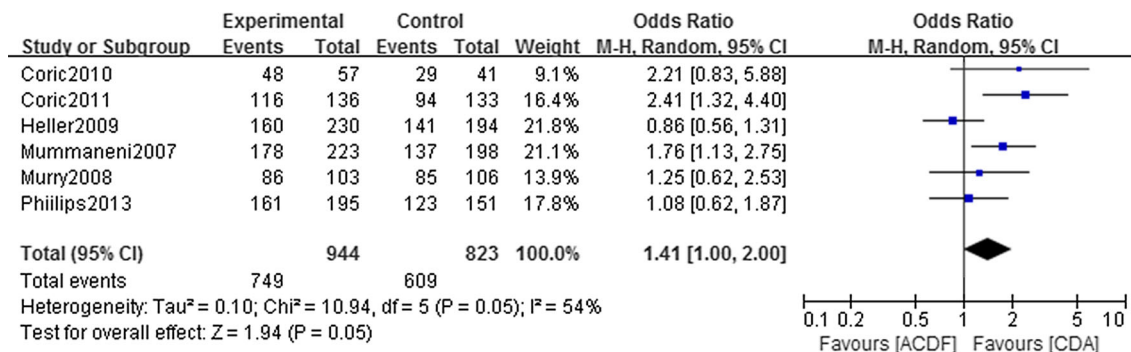 Experimental Control Odds Ratio Odds Ratio
Study or Subgroup Events Total Events Total Weight M-H, Random, 95% CI M-H, Random, 95% CI
Coric2010 48 57 29 41 9.1% 2.21 [0.83, 5.88]
Coric2011 116 136 94 133 16.4% 2.41 [1.32, 4.40]
Heller2009 160 230 141 194 21.8% 0.86 [0.56, 1.31]
Mummaneni2007 178 223 137 198 21.1% 1.76 [1.13, 2.75]
Murry2008 86 103 85 106 13.9% 1.25 [0.62, 2.53]
Phiilips2013 161 195 123 151 17.8% 1.08 [0.62, 1.87]
Total (95% CI) 944 823 100.0% 1.41 [1.00, 2.00]
Total events 749 609
Heterogeneity: Tau² = 0.10; Chi² = 10.94, df = 5 (P = 0.05); I² = 54%
Test for overall effect: Z = 1.94 (P = 0.05)
0.1 0.2 0.5 1 2 5 10
Favours [ACDF] Favours [CDA]